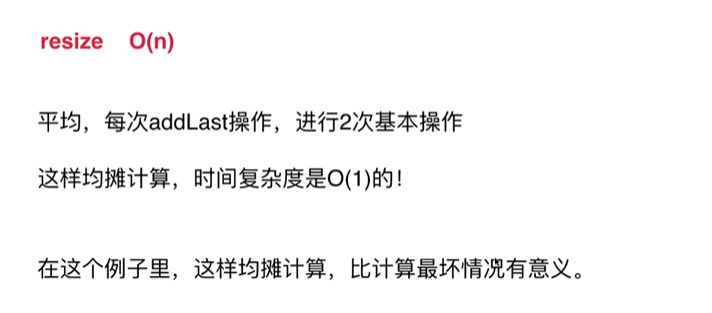 resize O(n)
平均，每次addLast操作，进行2次基本操作
这样均摊计算，时间复杂度是O(1)的！
在这个例子里，这样均摊计算，比计算最坏情况有意义。